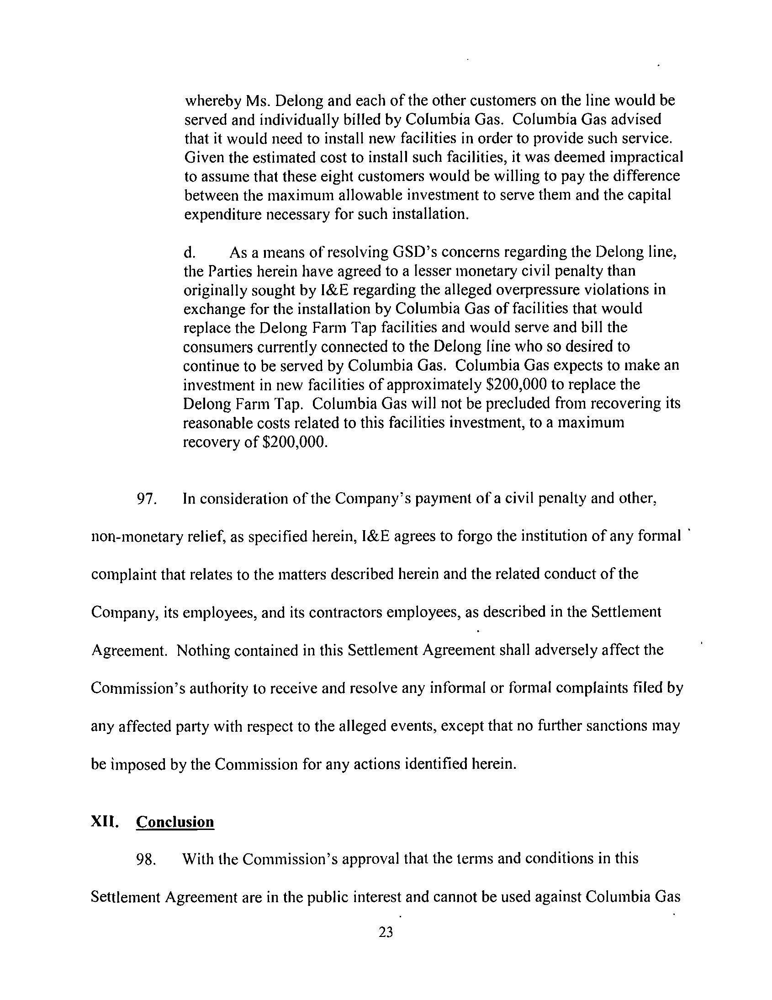 whereby Ms. Delong and each of the other customers on the line would be
served and individually billed by Columbia Gas. Columbia Gas advised
that it would need to install new facilities in order to provide such service.
Given the estimated cost to install such facilities, it was deemed impractical
to assume that these eight customers would be willing to pay the difference
between the maximum allowable investment to serve them and the capital
expenditure necessary for such installation.
d. As a means of resolving GSD's concerns regarding the Delong line,
the Parties herein have agreed to a lesser monetary civil penalty than
originally sought by I&E regarding the alleged overpressure violations in
exchange for the installation by Columbia Gas of facilities that would
replace the Delong Farm Tap facilities and would serve and bill the
consumers currently connected to the Delong line who so desired to
continue to be served by Columbia Gas. Columbia Gas expects to make an
investment in new facilities of approximately $200,000 to replace the
Delong Farm Tap. Columbia Gas will not be precluded from recovering its
reasonable costs related to this facilities investment, to a maximum
recovery of $200,000.
97. In consideration of the Company's payment of a civil penalty and other,
non-monetary relief, as specified herein, I&E agrees to forgo the institution of any formal
complaint that relates to the matters described herein and the related conduct of the
Company, its employees, and its contractors employees, as described in the Settlement
Agreement. Nothing contained in this Settlement Agreement shall adversely affect the
Commission's authority to receive and resolve any informal or formal complaints filed by
any affected party with respect to the alleged events, except that no further sanctions may
be imposed by the Commission for any actions identified herein.
XII. Conclusion
98. With the Commission's approval that the terms and conditions in this
Settlement Agreement are in the public interest and cannot be used against Columbia Gas
23